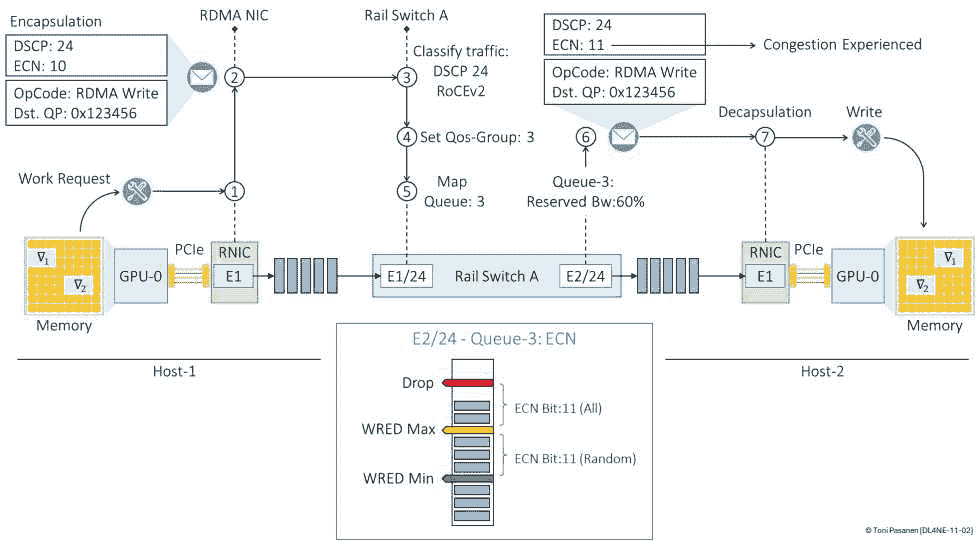 Encapsulation
DSCP: 24
ECN: 10
OpCode: RDMA Write
Dst. QP: 0x123456
RDMA NIC
Rail Switch A
2
3
Classify traffic:
DSCP 24
RoCEv2
4
Set Qos-Group: 3
5
Map
Queue: 3
DSCP: 24
ECN: 11
Congestion Experienced
OpCode: RDMA Write
Dst. QP: 0x123456
6
Queue-3:
Reserved Bw:60%
Decapsulation
7
Write
Work Request
1
∇1
∇2
Memory
GPU-0
PCIe
RNIC
E1
E1/24
Rail Switch A
E2/24
RNIC
E1
PCIe
GPU-0
∇1
∇2
Memory
Host-1
Host-2
E2/24 - Queue-3: ECN
Drop
ECN Bit:11 (All)
WRED Max
ECN Bit:11 (Random)
WRED Min
© Toni Pasanen (DL4NE-11-02)